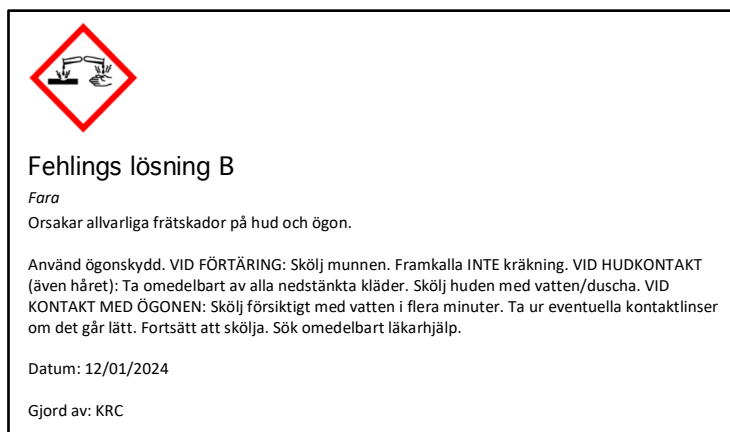 Fehlings lösning B
Fara
Orsakar allvarliga frätskador på hud och ögon.
Använd ögonskydd. VID FÖRTÄRING: Skölj munnen. Framkalla INTE kräkning. VID HUDKONTAKT
(även håret): Ta omedelbart av alla nedstänkta kläder. Skölj huden med vatten/duscha. VID
KONTAKT MED ÖGONEN: Skölj försiktigt med vatten i flera minuter. Ta ur eventuella kontaktlinser
om det går lätt. Fortsätt att skölja. Sök omedelbart läkarhjälp.
Datum: 12/01/2024
Gjord av: KRC